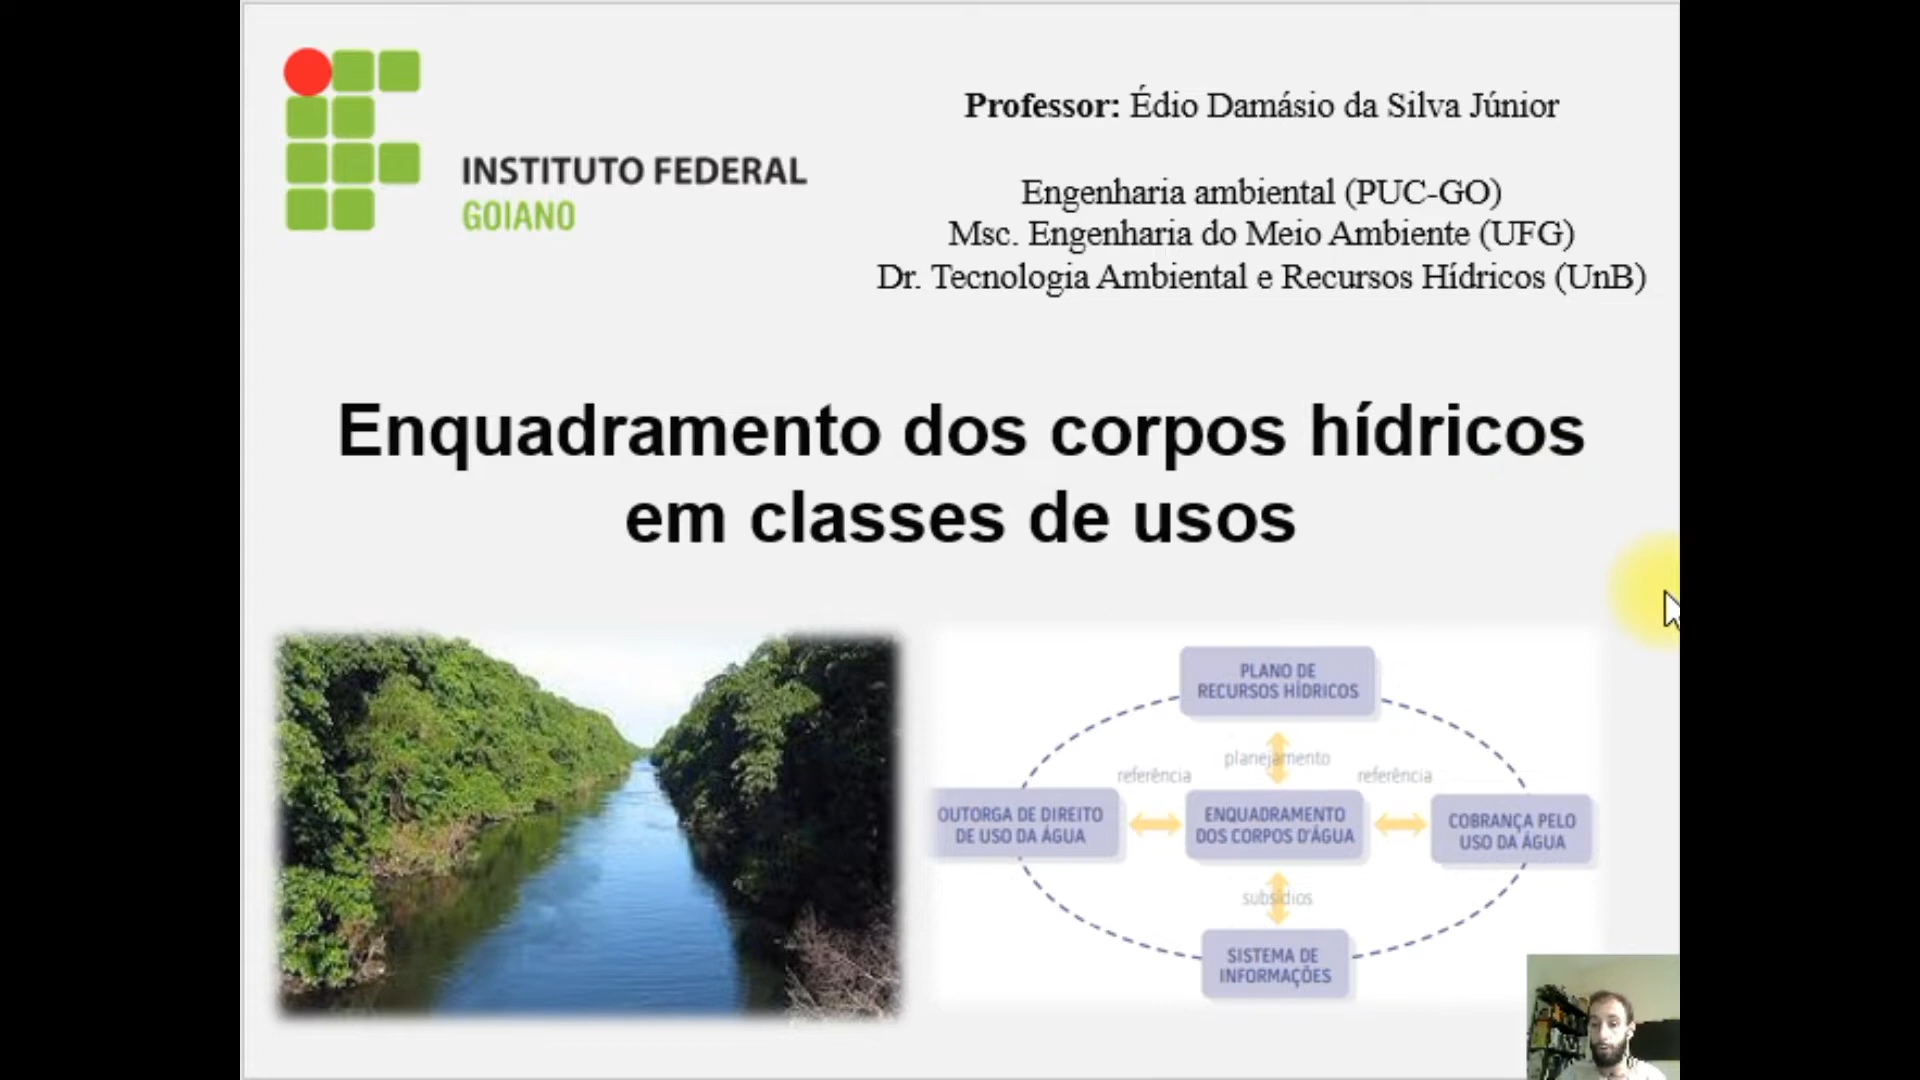 INSTITUTO FEDERAL
GOIANO
Professor: Édio Damásio da Silva Júnior
Engenharia ambiental (PUC-GO)
Msc. Engenharia do Meio Ambiente (UFG)
Dr. Tecnologia Ambiental e Recursos Hídricos (UnB)
Enquadramento dos corpos hídricos
em classes de usos
PLANO DE
RECURSOS HÍDRICOS
planejamento
referência
referência
OUTORGA DE DIREITO
DE USO DA ÁGUA
ENQUADRAMENTO
DOS CORPOS D'ÁGUA
COBRANÇA PELO
USO DA ÁGUA
subsídios
SISTEMA DE
INFORMAÇÕES